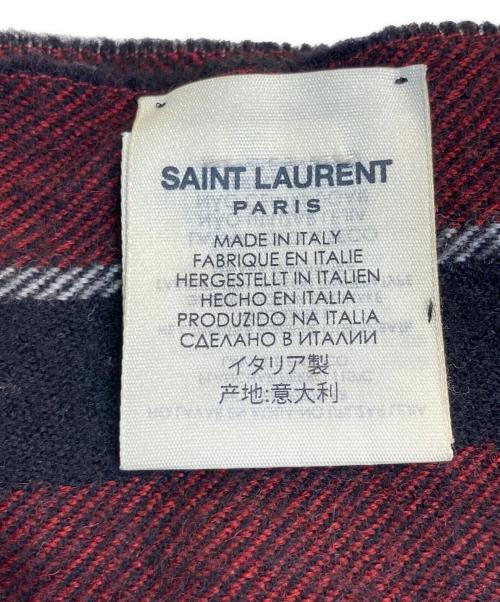 SAINT LAURENT
PARIS
MADE IN ITALY
FABRIQUE EN ITALIE
HERGESTELLT IN ITALIEN
HECHO EN ITALIA
PRODUZIDO NA ITALIA
СДЕЛАНО В ИТАЛИИ
イタリア製
产地:意大利